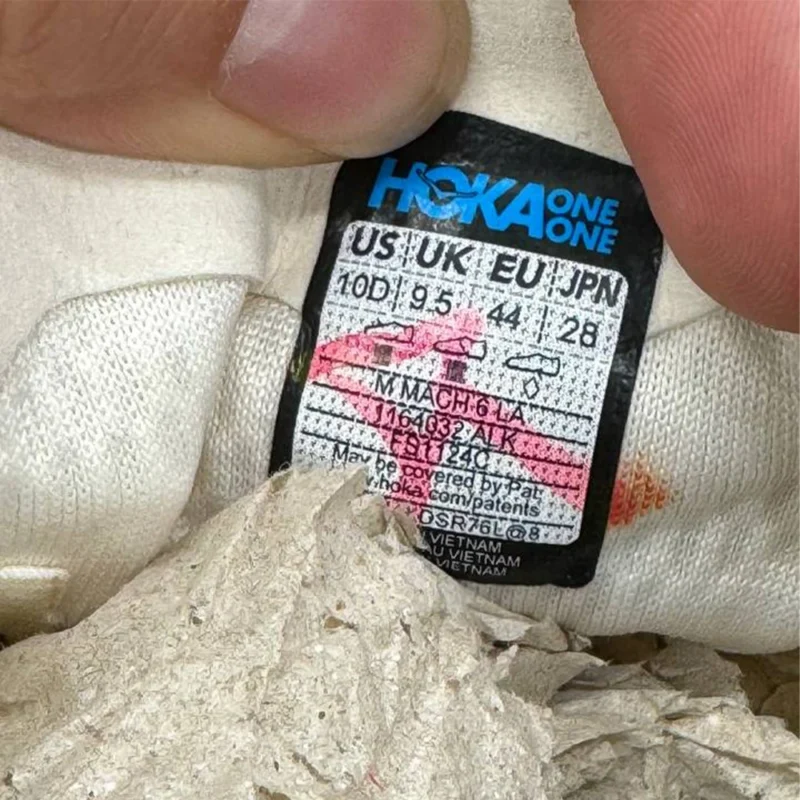 HOKA ONE ONE
US UK EU JPN
10D 9.5 44 28
M MACH 6 LA
1164032 ALK
FS1124C
May be covered by Pat.
w.hoka.com/patents
DSR76L@8
VIETNAM
AU VIETNAM
VIETNAM